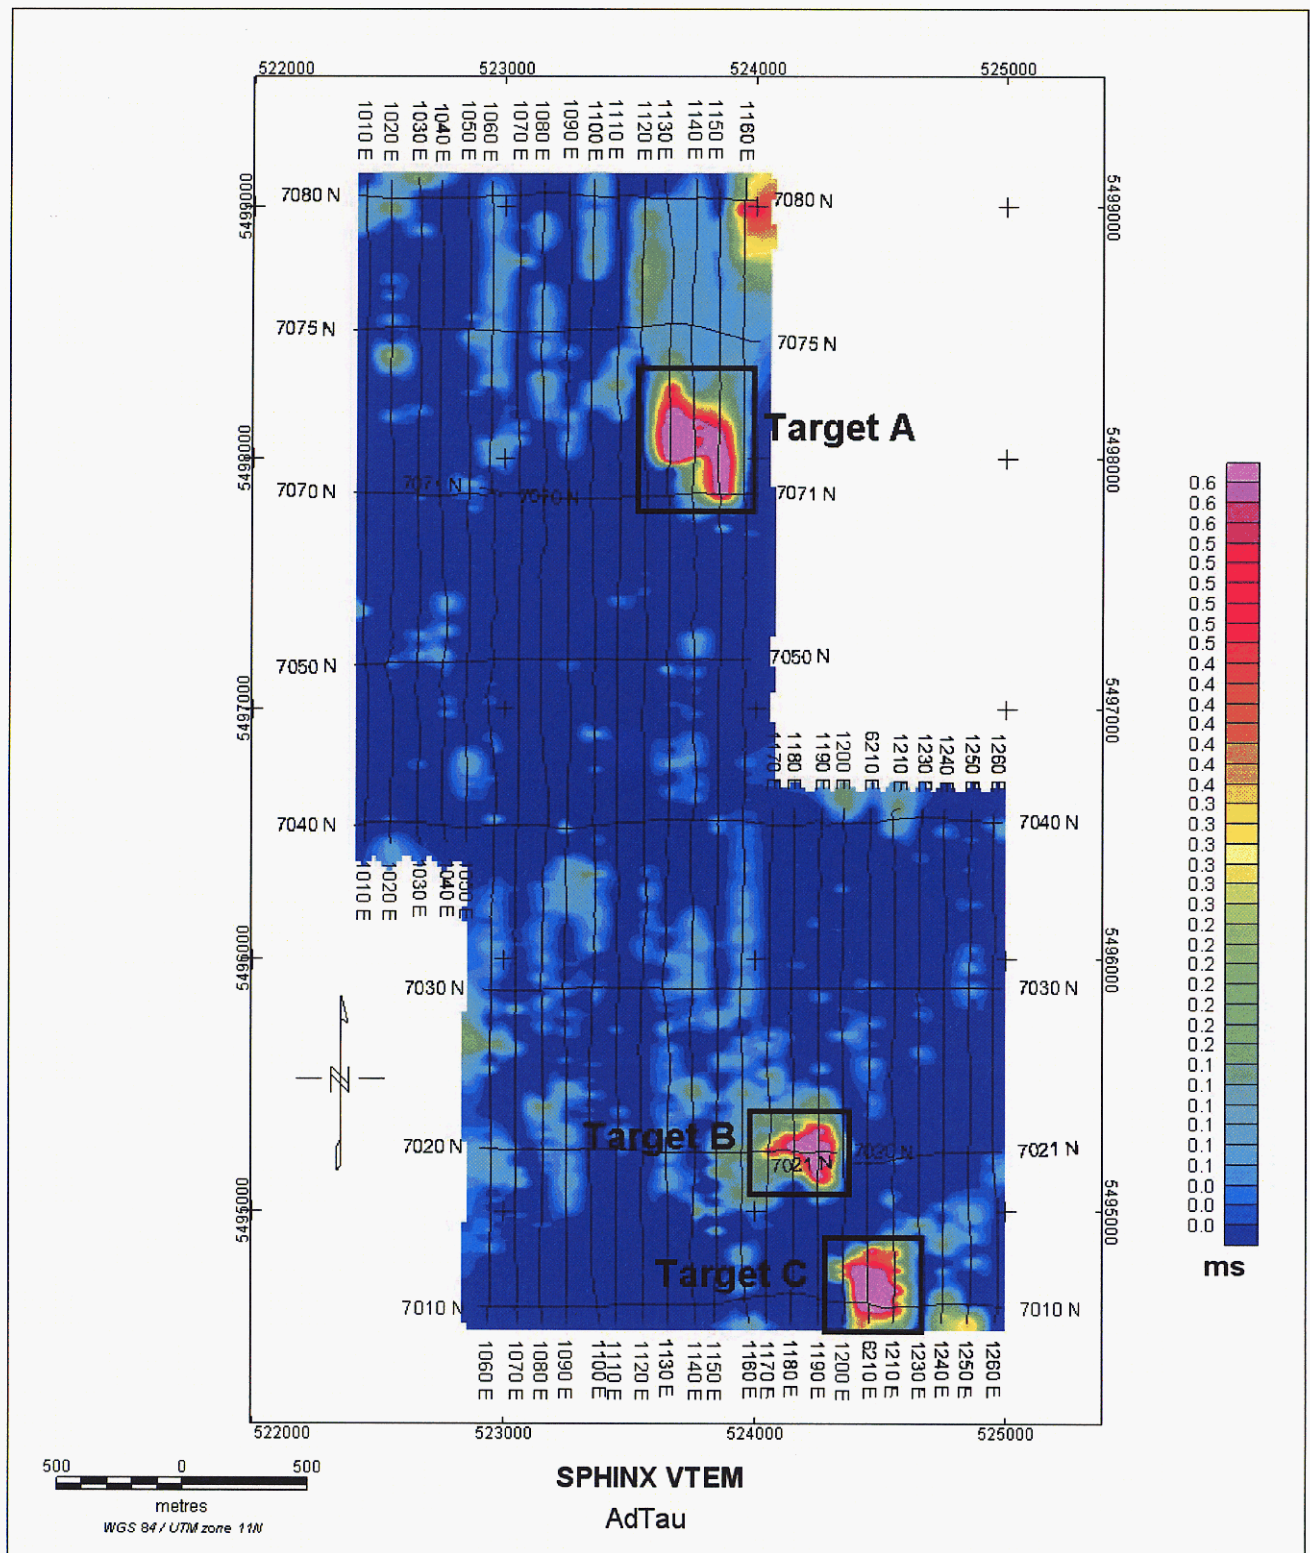 522000 523000 524000 525000
1010 E 1020 E 1030 E 1040 E 1050 E 1060 E 1070 E 1080 E 1090 E 1100 E 1110 E 1120 E 1130 E 1140 E 1150 E 1160 E
7080 N 7080 N
5499000 5499000
7075 N 7075 N
Target A
5498000 5498000
7070 N 7071 N 7070 N 7071 N
7050 N 7050 N
5497000 5497000
1170 E 1180 E 1190 E 1200 E 6210 E 1210 E 1230 E 1240 E 1250 E 1260 E
7040 N 7040 N
1010 E 1020 E 1030 E 1040 E 1050 E
5496000 5496000
7030 N 7030 N
N
Target B
7020 N 7021 N 7020 N 7021 N
5495000 5495000
Target C
7010 N 7010 N
1060 E 1070 E 1080 E 1090 E 1100 E 1110 E 1120 E 1130 E 1140 E 1150 E 1160 E 1170 E 1180 E 1190 E 1200 E 6210 E 1210 E 1230 E 1240 E 1250 E 1260 E
522000 523000 524000 525000
0.6
0.6
0.6
0.5
0.5
0.5
0.5
0.5
0.5
0.4
0.4
0.4
0.4
0.4
0.4
0.4
0.3
0.3
0.3
0.3
0.3
0.3
0.2
0.2
0.2
0.2
0.2
0.2
0.2
0.1
0.1
0.1
0.1
0.1
0.1
0.0
0.0
0.0
ms
500 0 500
metres
WGS 84 / UTM zone 11N
SPHINX VTEM
AdTau